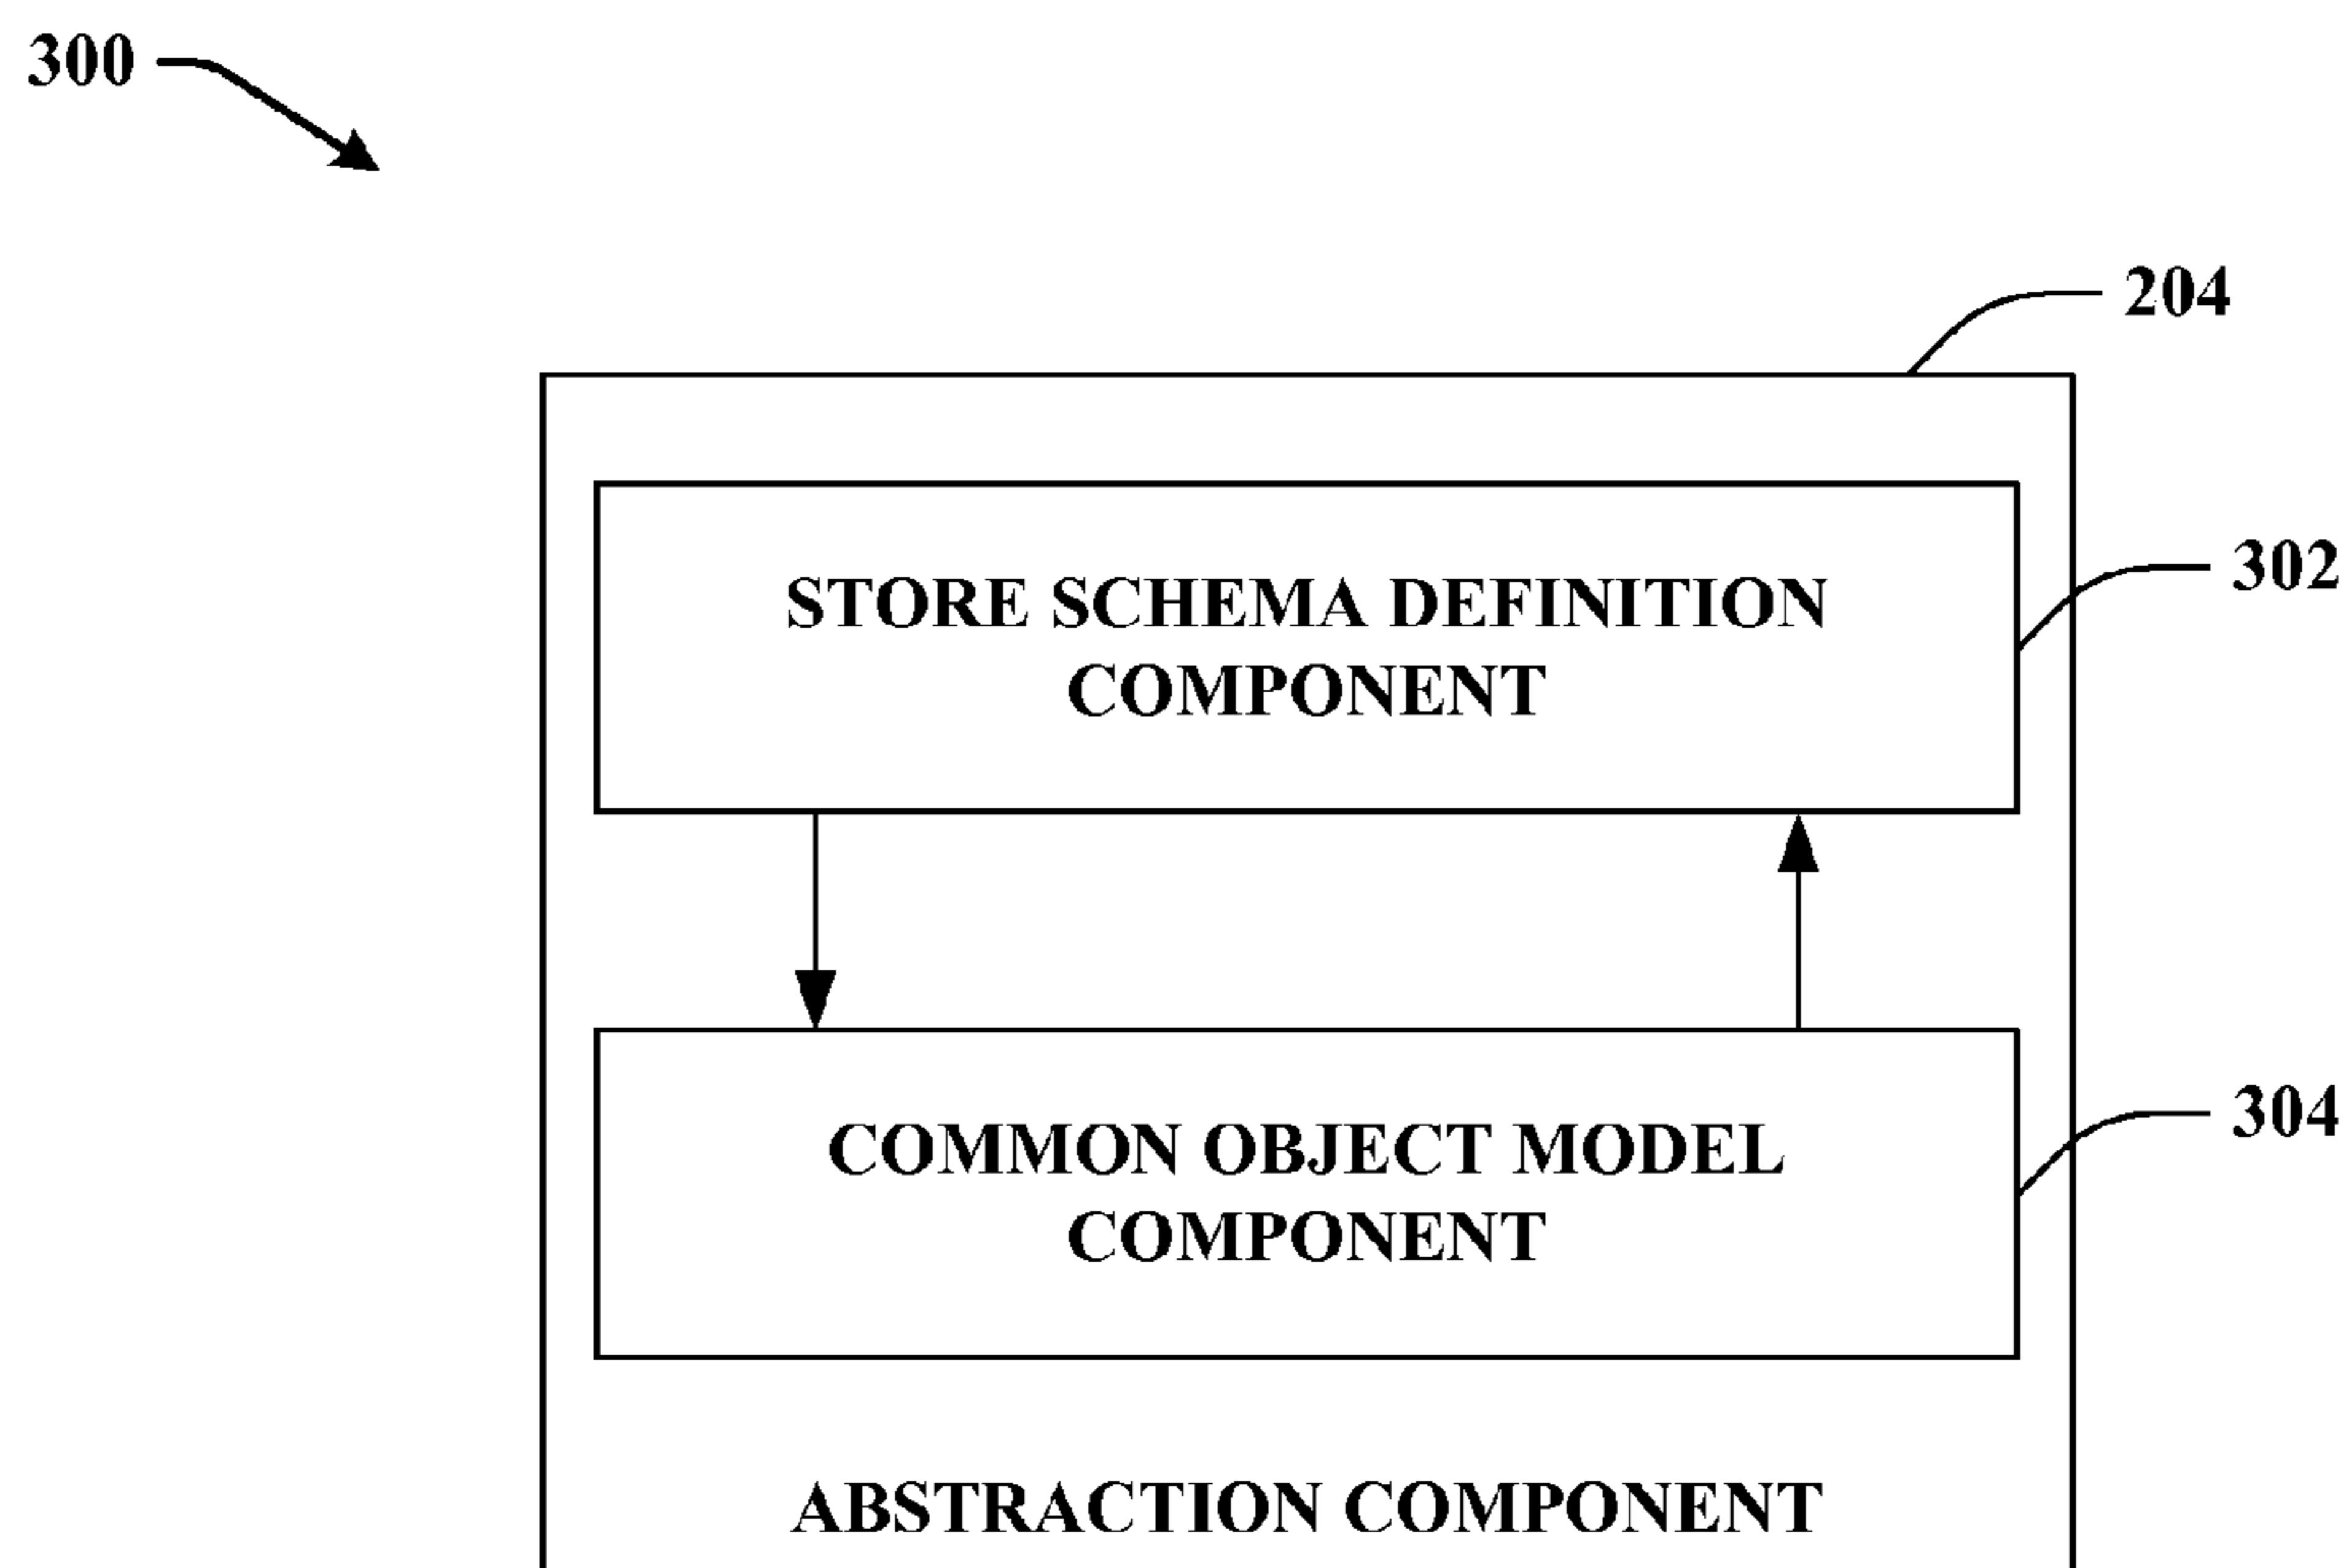 300
204
STORE SCHEMA DEFINITION
COMPONENT
302
COMMON OBJECT MODEL
COMPONENT
304
ABSTRACTION COMPONENT